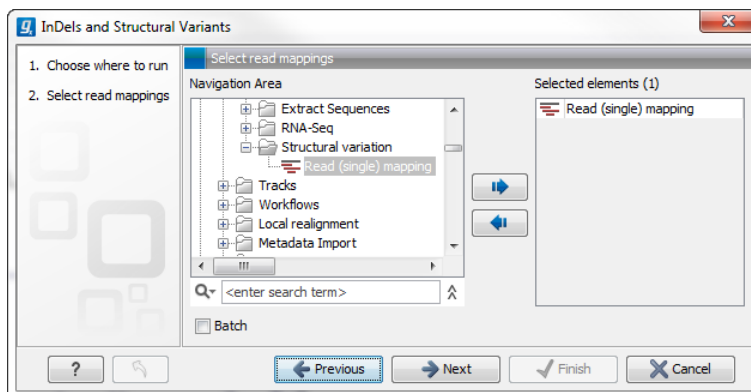 InDels and Structural Variants
1. Choose where to run
2. Select read mappings
Select read mappings
Navigation Area
Extract Sequences
RNA-Seq
Structural variation
Read (single) mapping
Tracks
Workflows
Local realignment
Metadata Import
<enter search term>
Batch
Selected elements (1)
Read (single) mapping
?
Previous
Next
Finish
Cancel